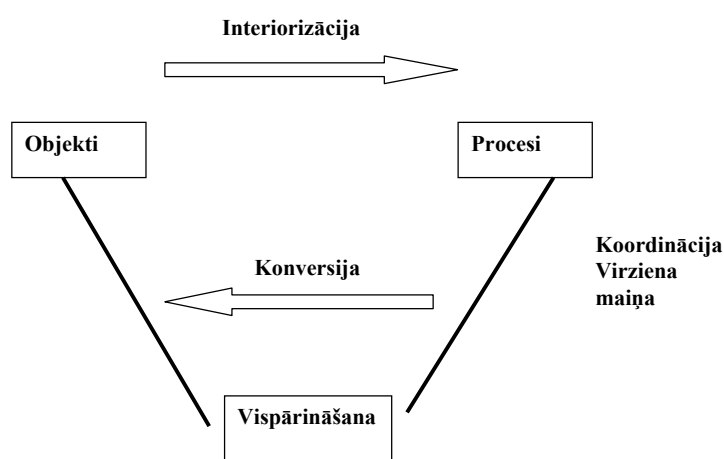 Interiorizācija
Objekti
Procesi
Koordinācija
Virziena
maiņa
Konversija
Vispārināšana